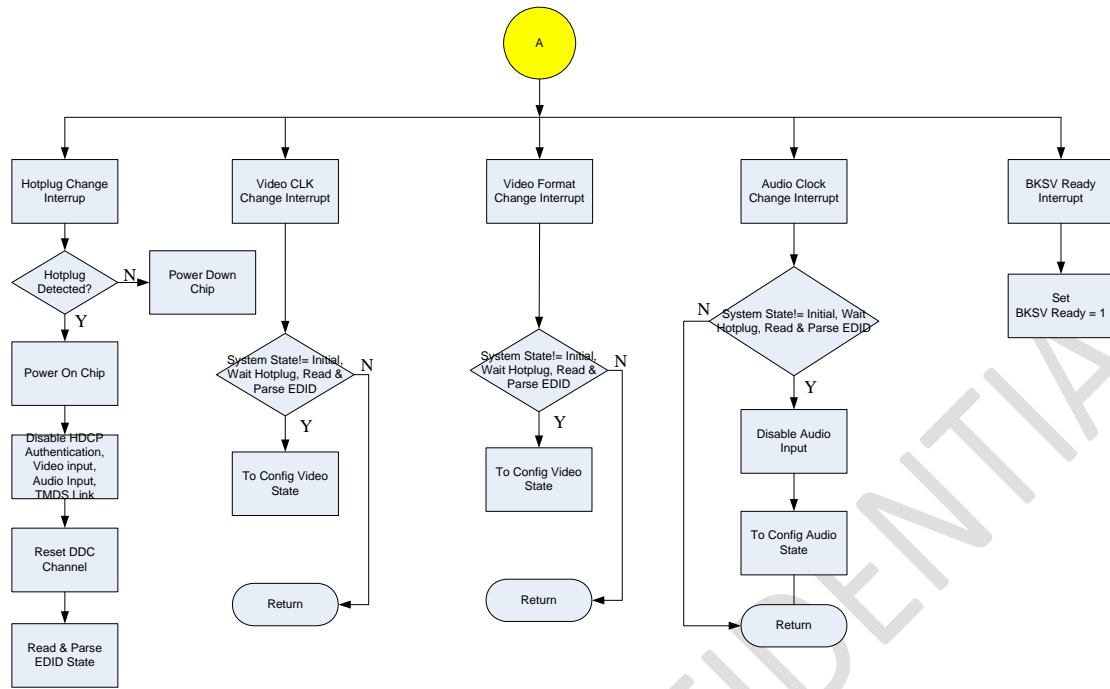 A
Hotplug Change
Interrup
Hotplug
Detected?
N
Power Down
Chip
Y
Power On Chip
Disable HDCP
Authentication,
Video input,
Audio Input,
TMDS Link
Reset DDC
Channel
Read & Parse
EDID State
Video CLK
Change Interrupt
System State!= Initial,
Wait Hotplug, Read &
Parse EDID
N
Y
To Config Video
State
Return
Video Format
Change Interrupt
System State!= Initial,
Wait Hotplug, Read &
Parse EDID
N
Y
To Config Video
State
Return
Audio Clock
Change Interrupt
N
System State!= Initial, Wait
Hotplug, Read & Parse EDID
Y
Disable Audio
Input
To Config Audio
State
Return
BKSV Ready
Interrupt
Set
BKSV Ready = 1